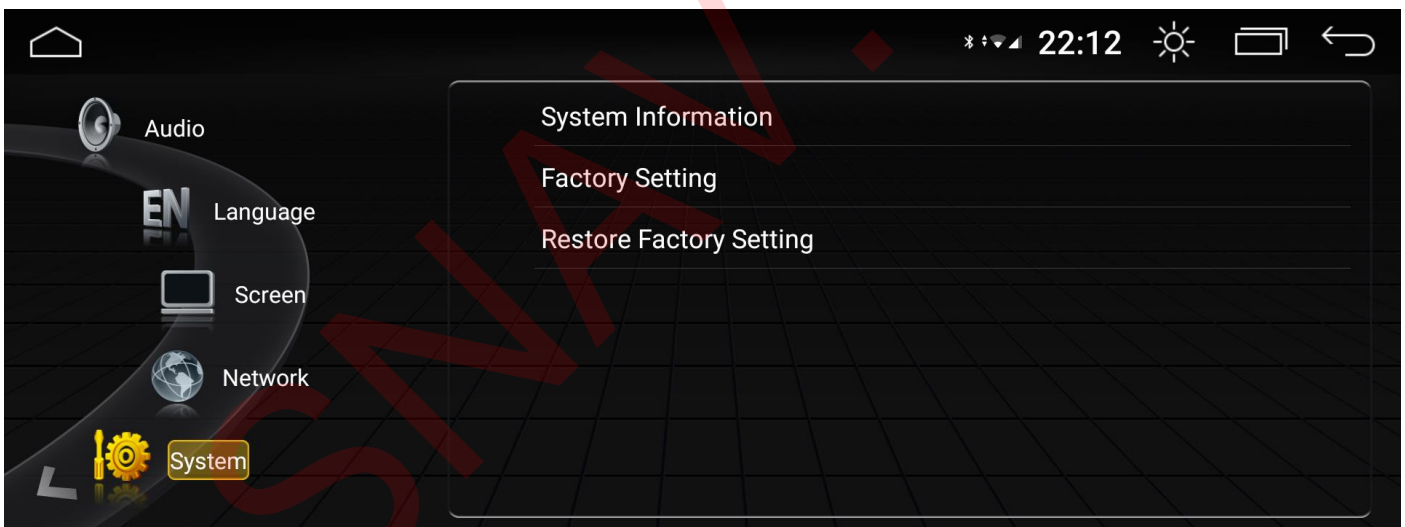 22:12
Audio
EN
Language
Screen
Network
System
System Information
Factory Setting
Restore Factory Setting
SNAV.